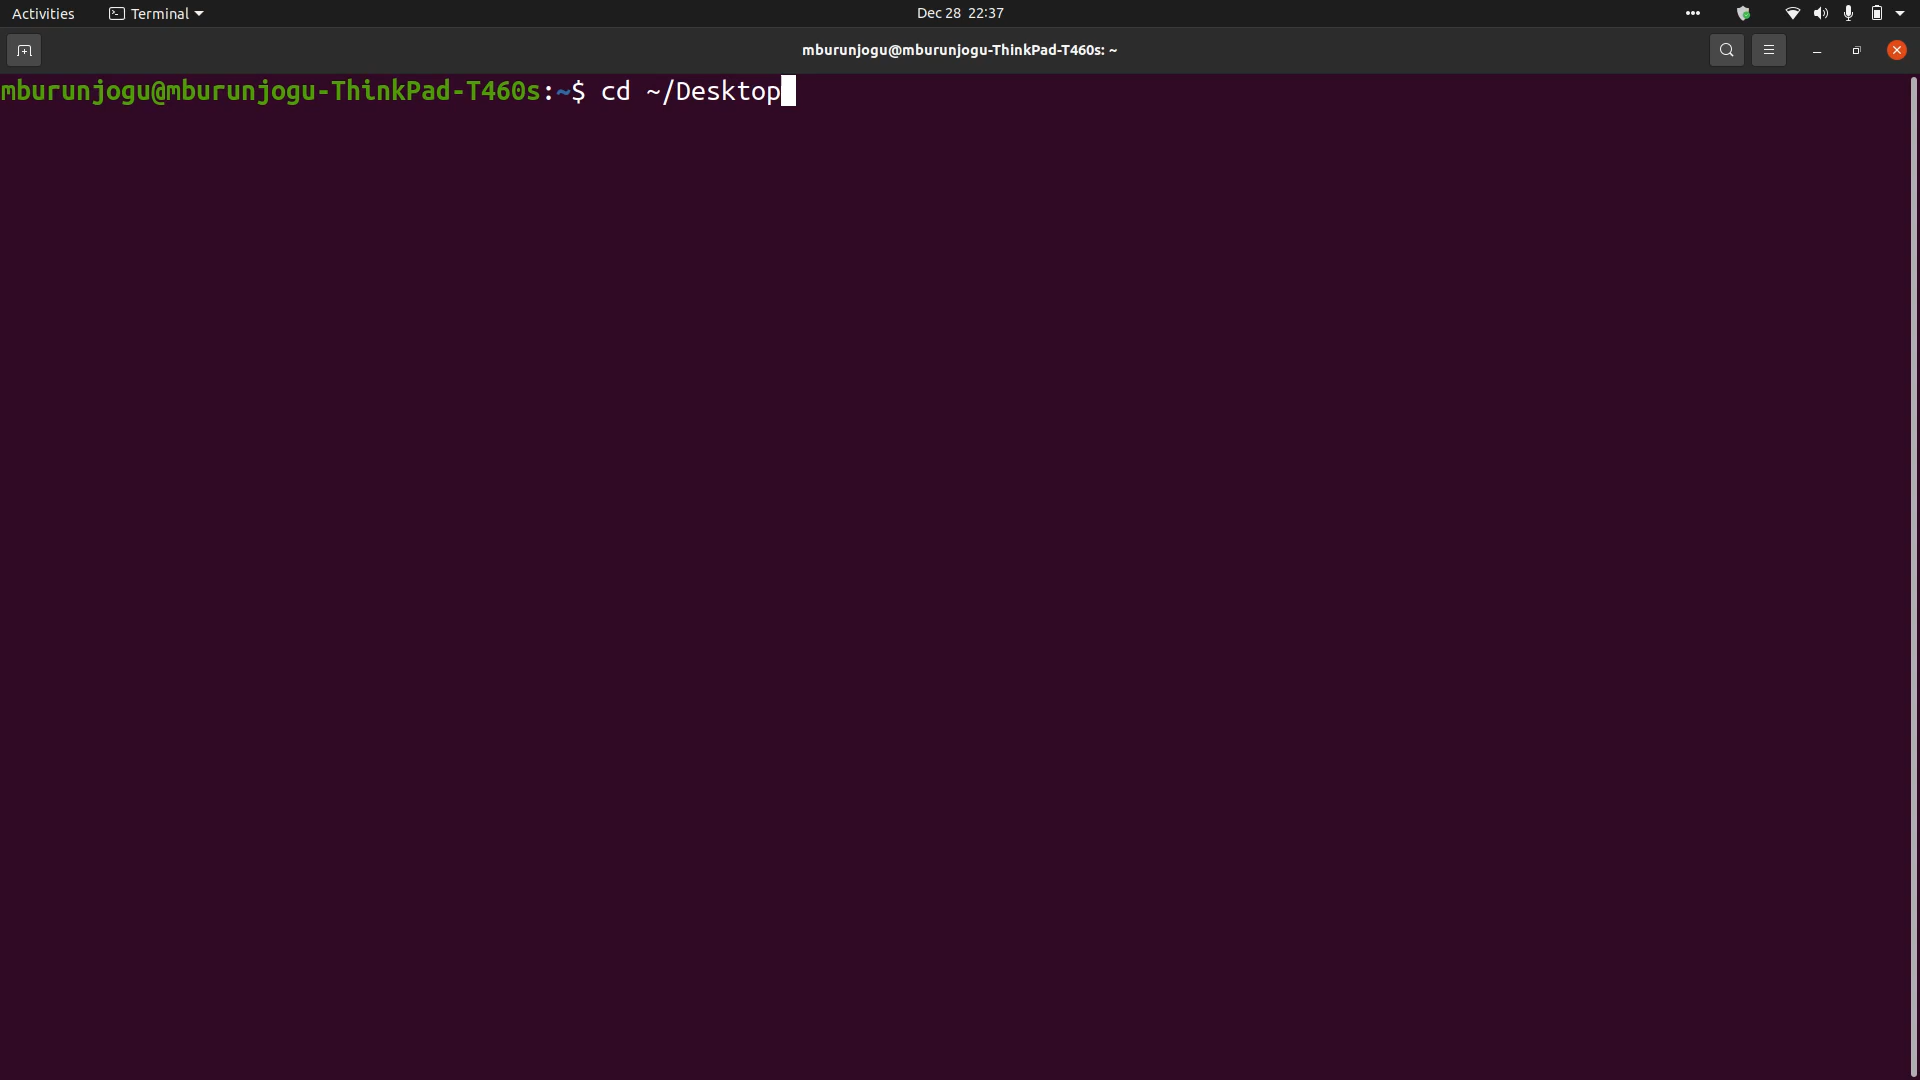 Activities Terminal Dec 28 22:37
mburunjogu@mburunjogu-ThinkPad-T460s: ~
mburunjogu@mburunjogu-ThinkPad-T460s:~$ cd ~/Desktop